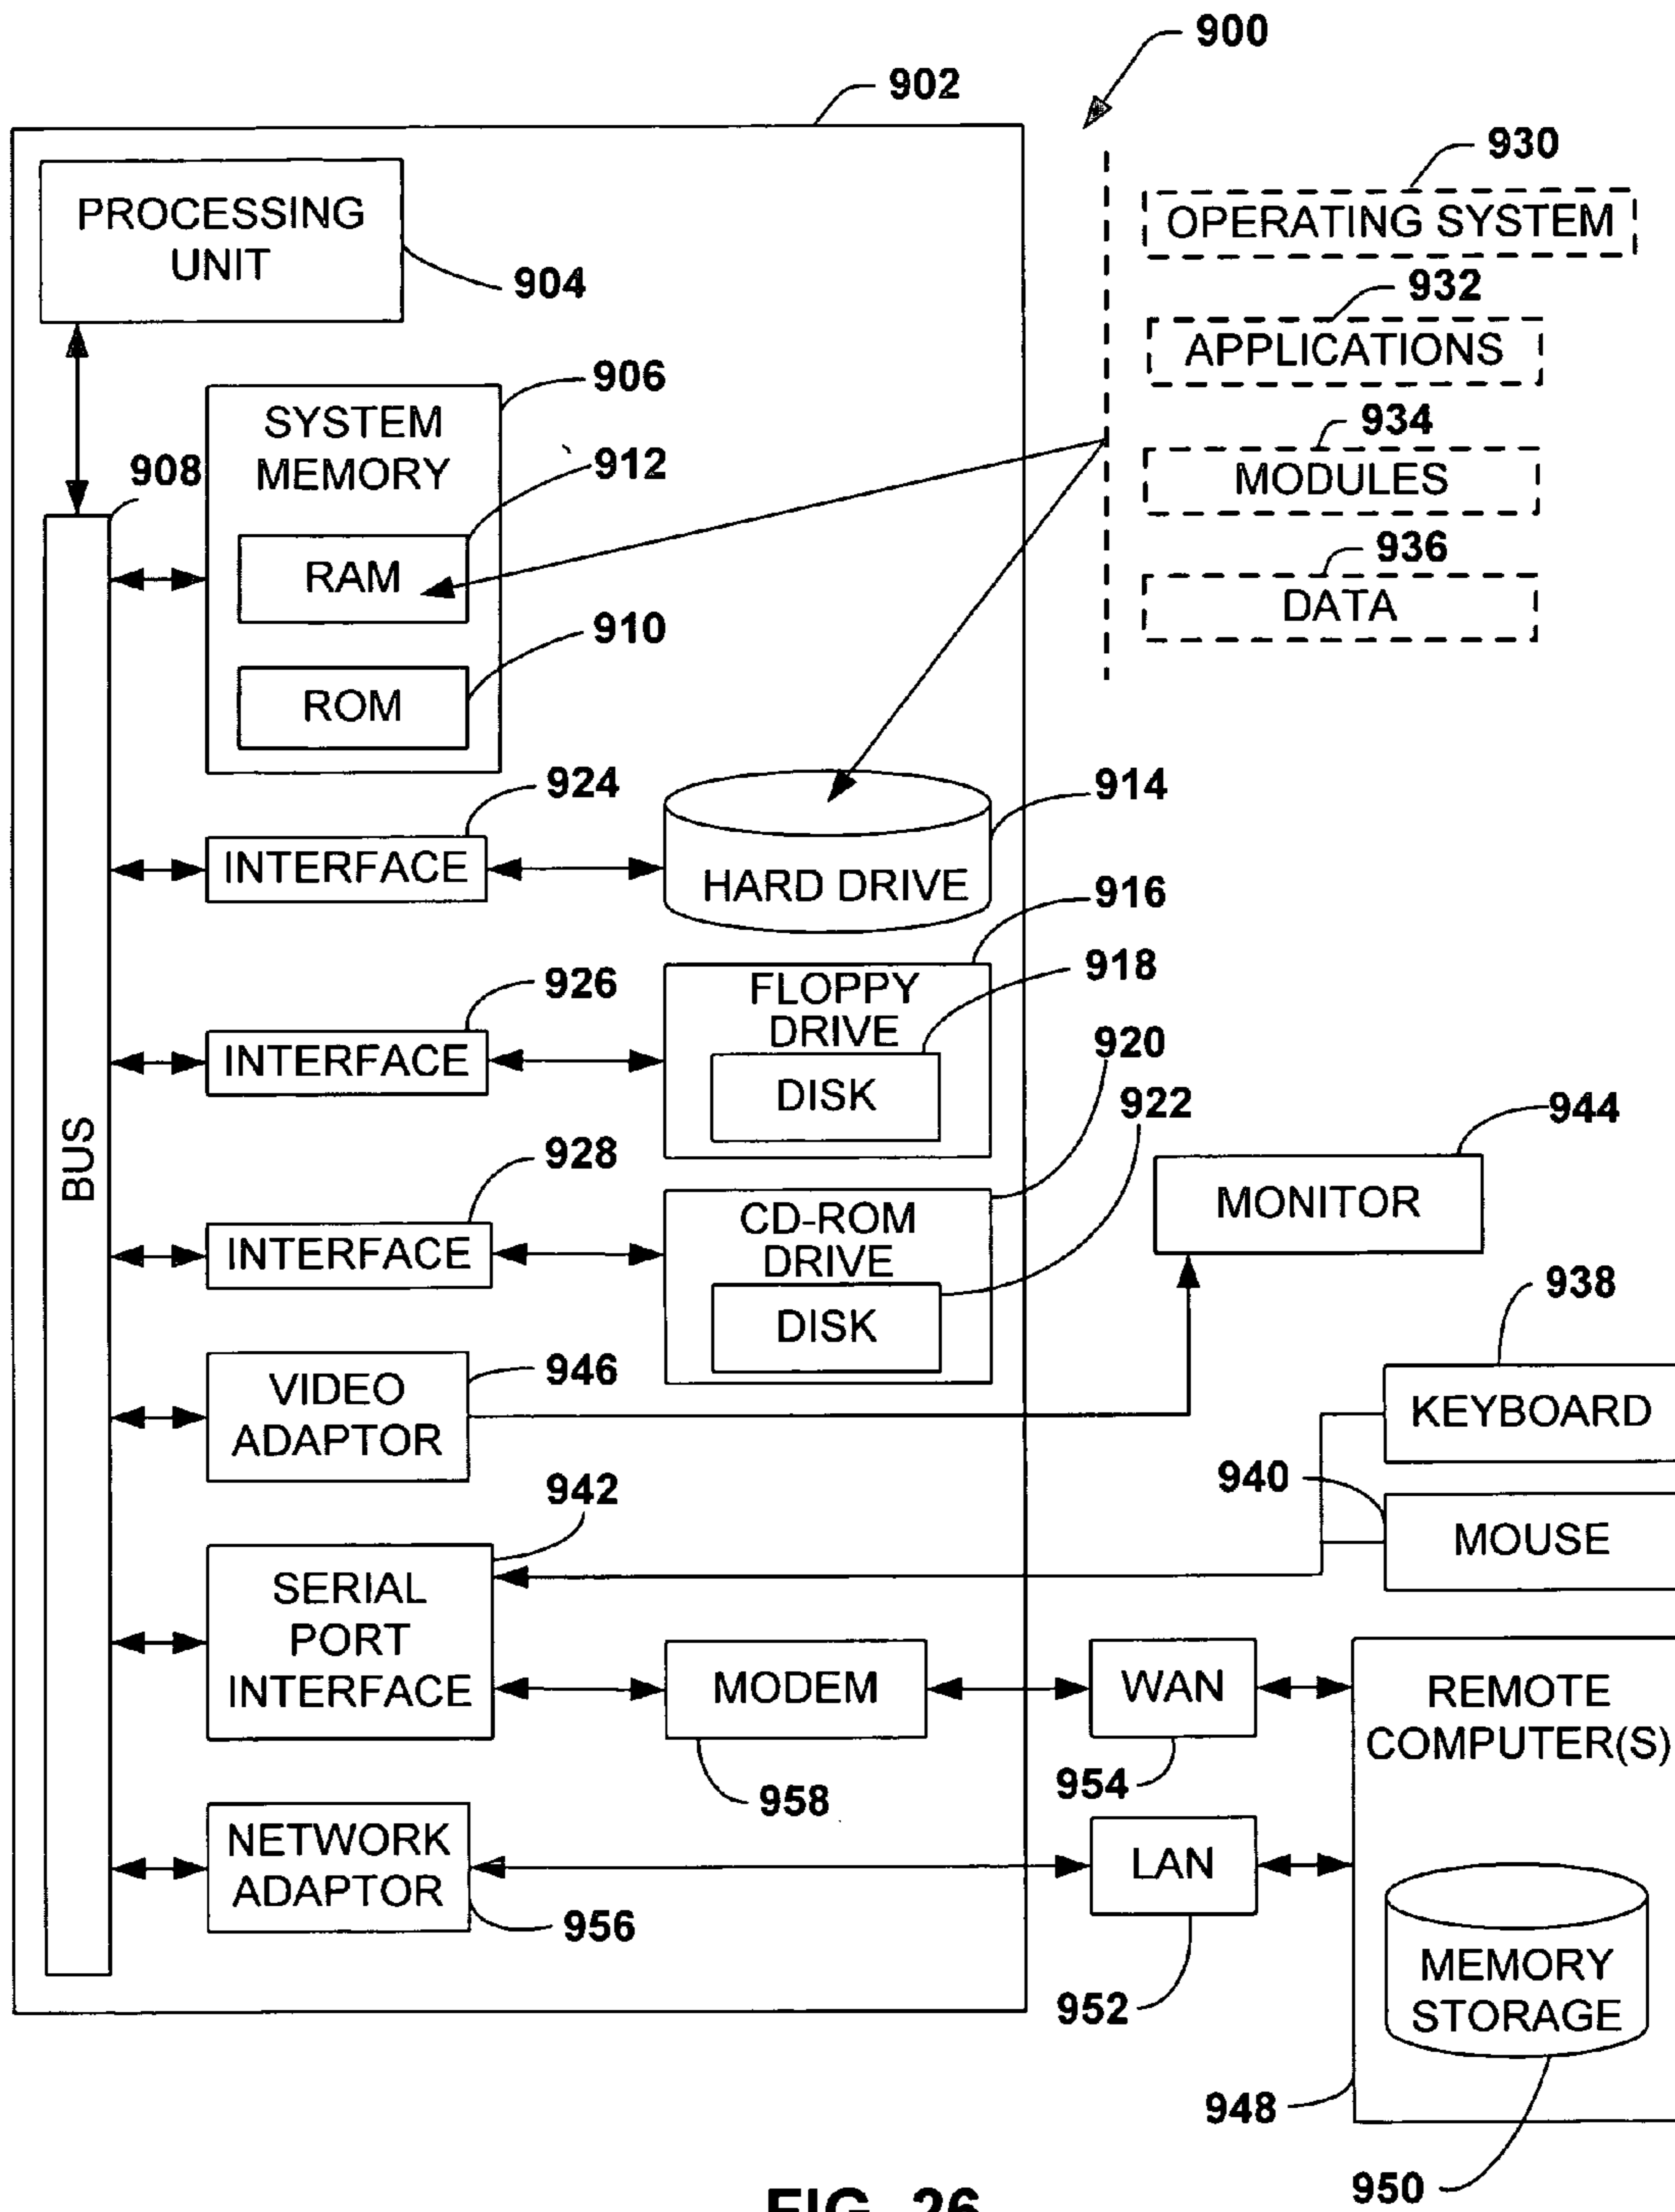 900
902
930
PROCESSING
UNIT
OPERATING SYSTEM
904
932
APPLICATIONS
906
SYSTEM
MEMORY
934
908
912
MODULES
RAM
936
DATA
910
ROM
924
914
INTERFACE
HARD DRIVE
916
926
918
FLOPPY
DRIVE
INTERFACE
920
DISK
922
944
BUS
928
MONITOR
CD-ROM
DRIVE
INTERFACE
938
DISK
946
VIDEO
ADAPTOR
KEYBOARD
940
942
MOUSE
SERIAL
PORT
INTERFACE
MODEM
WAN
REMOTE
COMPUTER(S)
954
958
NETWORK
ADAPTOR
LAN
956
MEMORY
STORAGE
952
948
950
FIG. 26